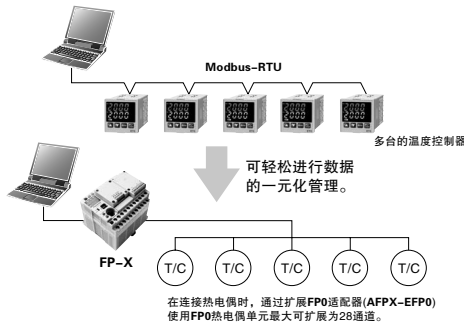 Modbus-RTU
多台的温度控制器
可轻松进行数据
的一元化管理。
FP-X
T/C T/C T/C T/C T/C
在连接热电偶时，通过扩展FP0适配器(AFPX-EFP0)
使用FP0热电偶单元最大可扩展为28通道。